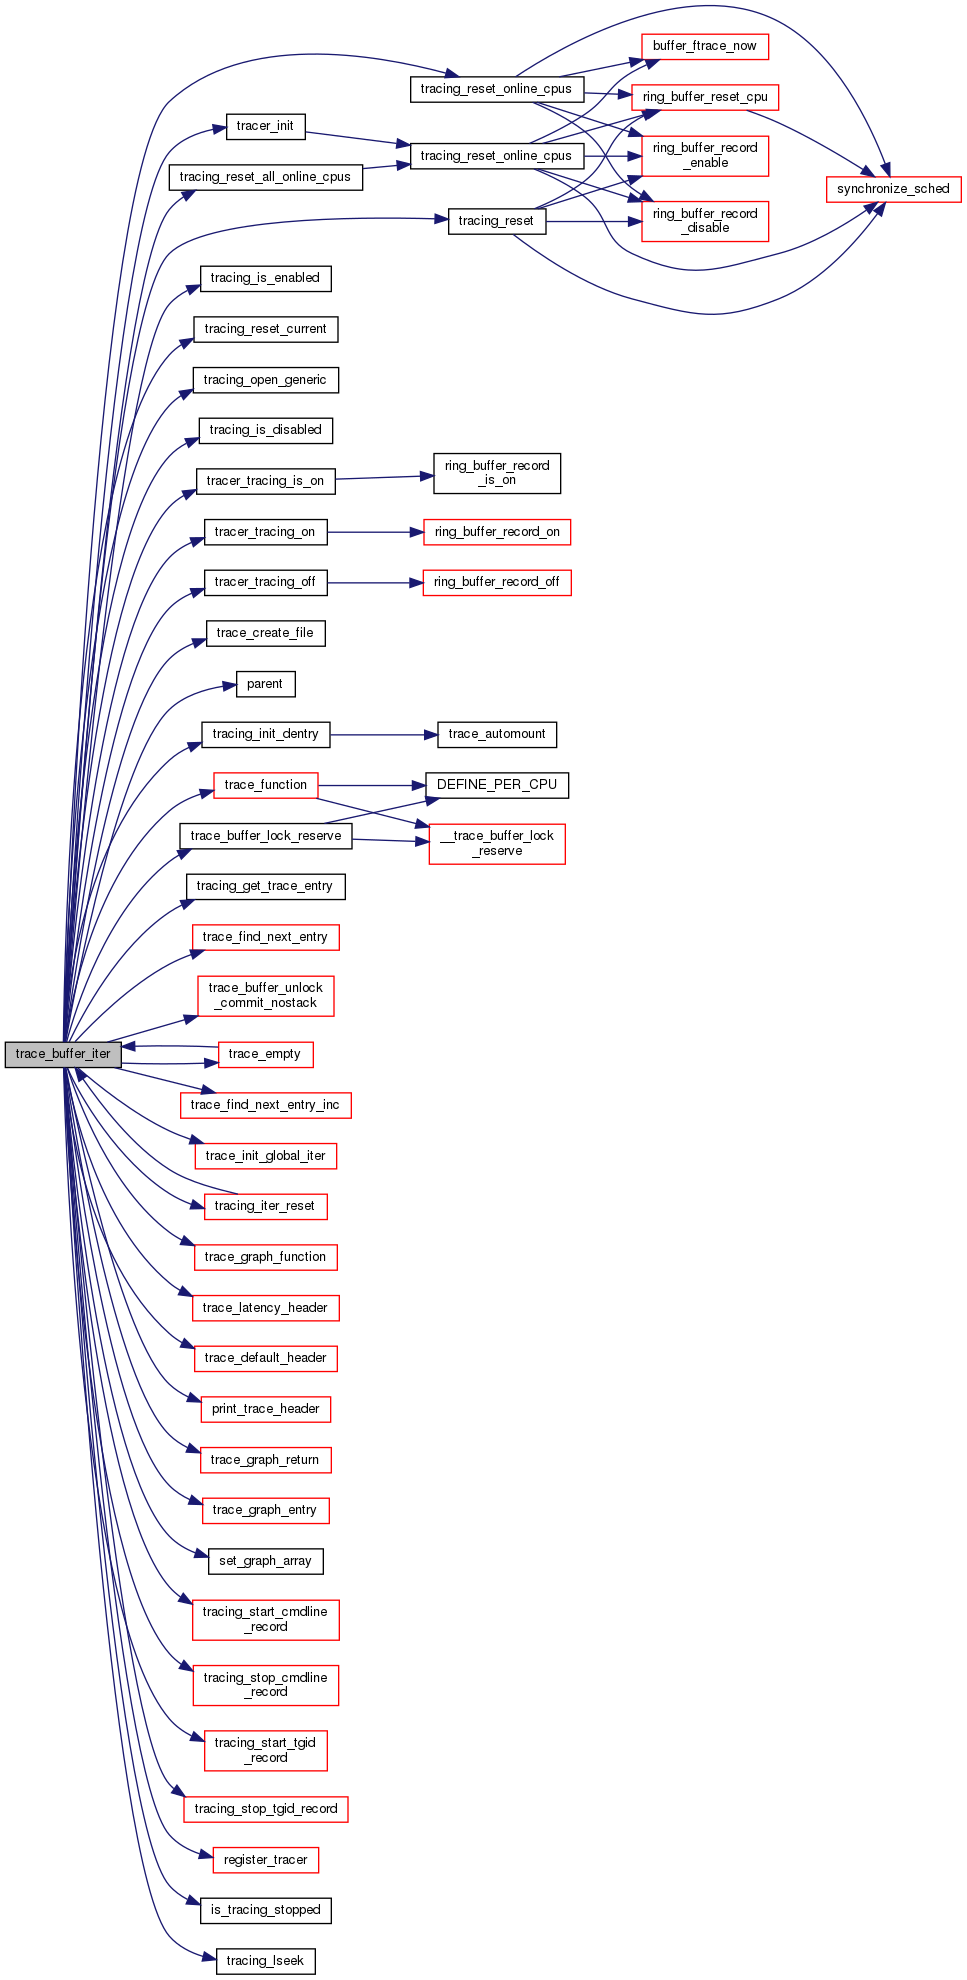 buffer_ftrace_now
tracing_reset_online_cpus
ring_buffer_reset_cpu
tracer_init
tracing_reset_online_cpus
ring_buffer_record
_enable
tracing_reset_all_online_cpus
synchronize_sched
tracing_reset
ring_buffer_record
_disable
tracing_is_enabled
tracing_reset_current
tracing_open_generic
tracing_is_disabled
tracer_tracing_is_on
ring_buffer_record
_is_on
tracer_tracing_on
ring_buffer_record_on
tracer_tracing_off
ring_buffer_record_off
trace_create_file
parent
tracing_init_dentry
trace_automount
trace_function
DEFINE_PER_CPU
trace_buffer_lock_reserve
__trace_buffer_lock
_reserve
tracing_get_trace_entry
trace_find_next_entry
trace_buffer_unlock
_commit_nostack
trace_buffer_iter
trace_empty
trace_find_next_entry_inc
trace_init_global_iter
tracing_iter_reset
trace_graph_function
trace_latency_header
trace_default_header
print_trace_header
trace_graph_return
trace_graph_entry
set_graph_array
tracing_start_cmdline
_record
tracing_stop_cmdline
_record
tracing_start_tgid
_record
tracing_stop_tgid_record
register_tracer
is_tracing_stopped
tracing_lseek